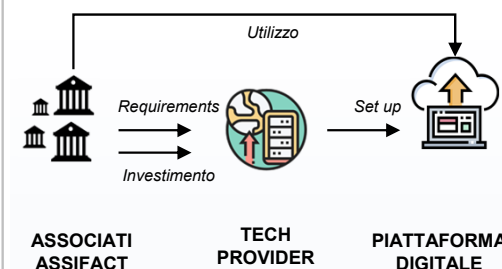 Utilizzo
Requirements
Set up
Investimento
ASSOCIATI
ASSIFACT
TECH
PROVIDER
PIATTAFORMA
DIGITALE